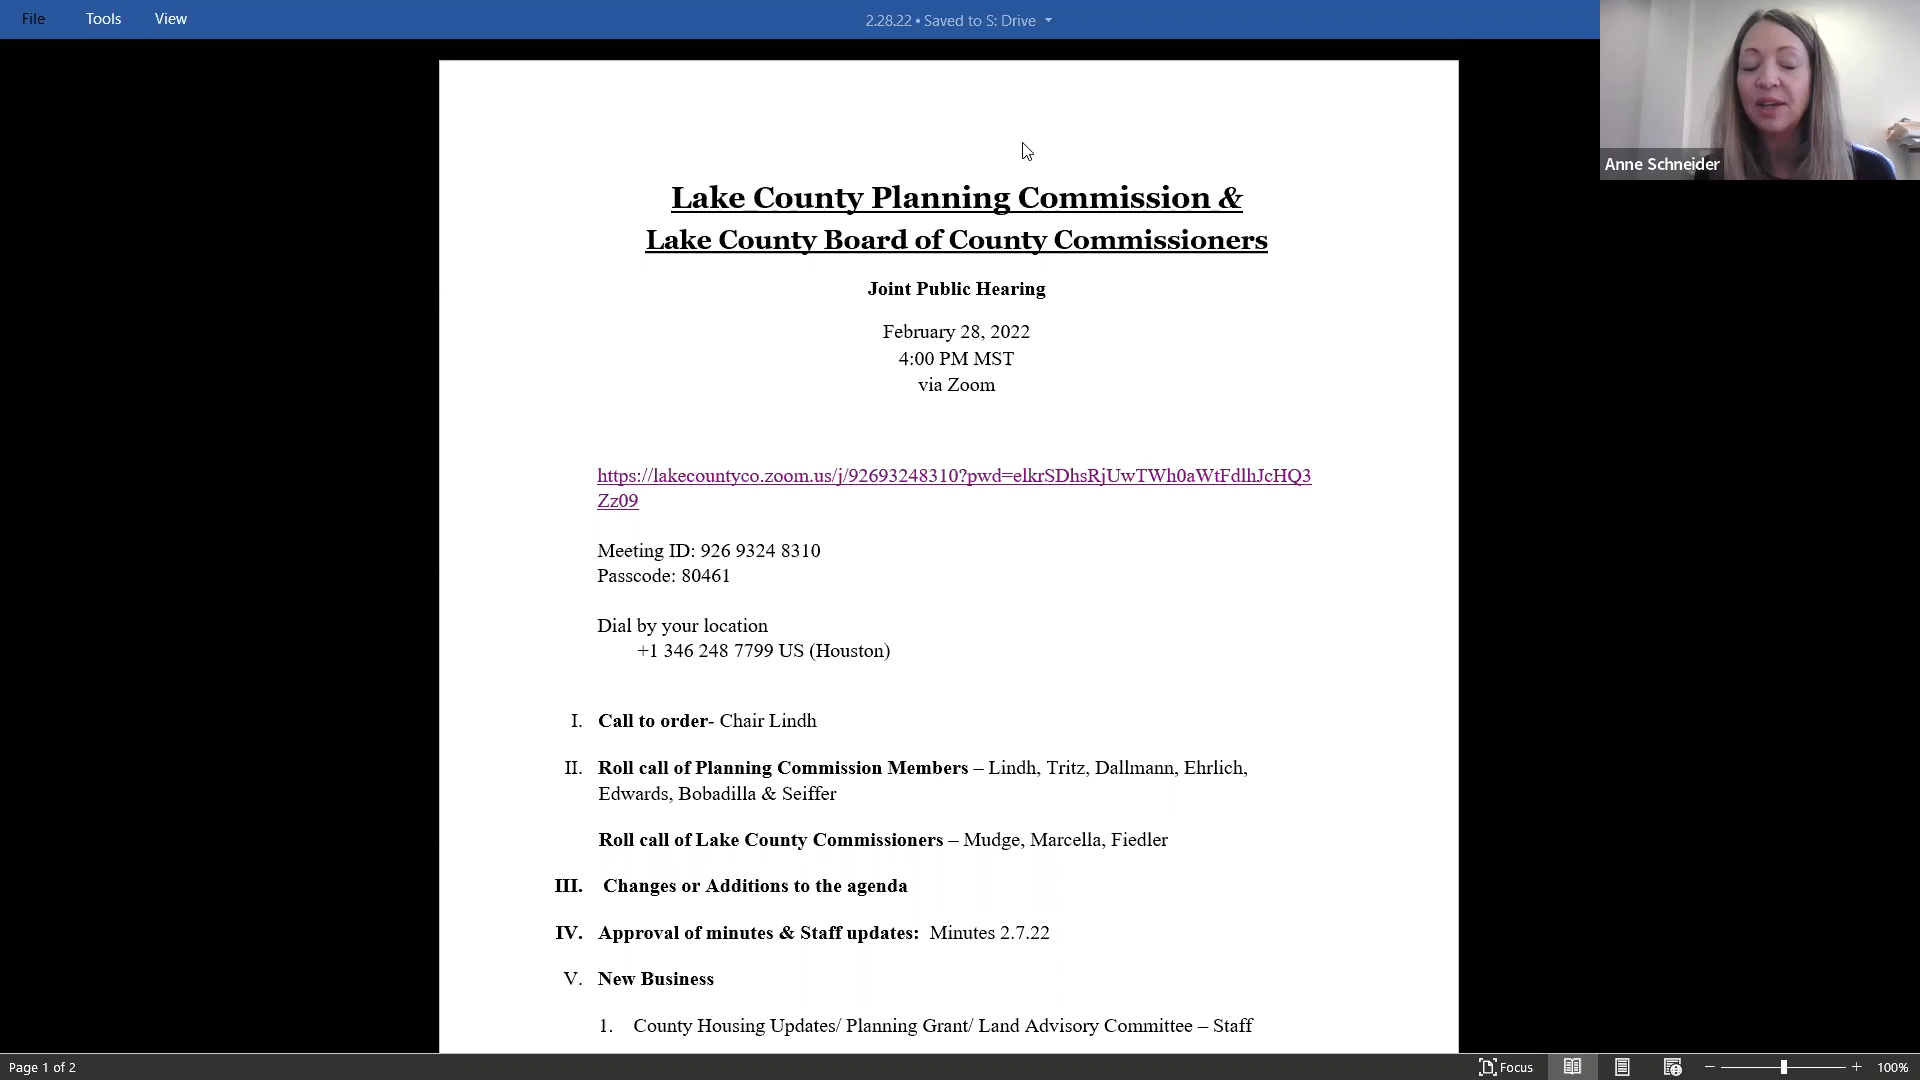 File Tools View 2.28.22 • Saved to S: Drive
Anne Schneider
Lake County Planning Commission &
Lake County Board of County Commissioners
Joint Public Hearing
February 28, 2022
4:00 PM MST
via Zoom
https://lakecountyco.zoom.us/j/92693248310?pwd=elkrSDhsRjUwTWh0aWtFdlhJcHQ3
Zz09
Meeting ID: 926 9324 8310
Passcode: 80461
Dial by your location
+1 346 248 7799 US (Houston)
I. Call to order- Chair Lindh
II. Roll call of Planning Commission Members – Lindh, Tritz, Dallmann, Ehrlich,
Edwards, Bobadilla & Seiffer
Roll call of Lake County Commissioners – Mudge, Marcella, Fiedler
III. Changes or Additions to the agenda
IV. Approval of minutes & Staff updates: Minutes 2.7.22
V. New Business
1. County Housing Updates/ Planning Grant/ Land Advisory Committee – Staff
Page 1 of 2 Focus 100%